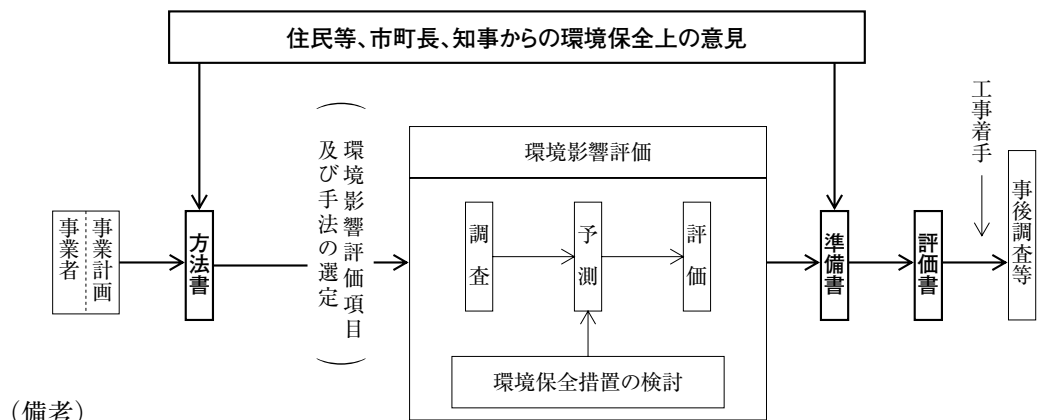 住民等、市町長、知事からの環境保全上の意見
事業計画
事業者
方法書
(環境影響評価項目
及び手法の選定)
環境影響評価
調査
予測
評価
環境保全措置の検討
準備書
評価書
工事着手
事後調査等
(備考)